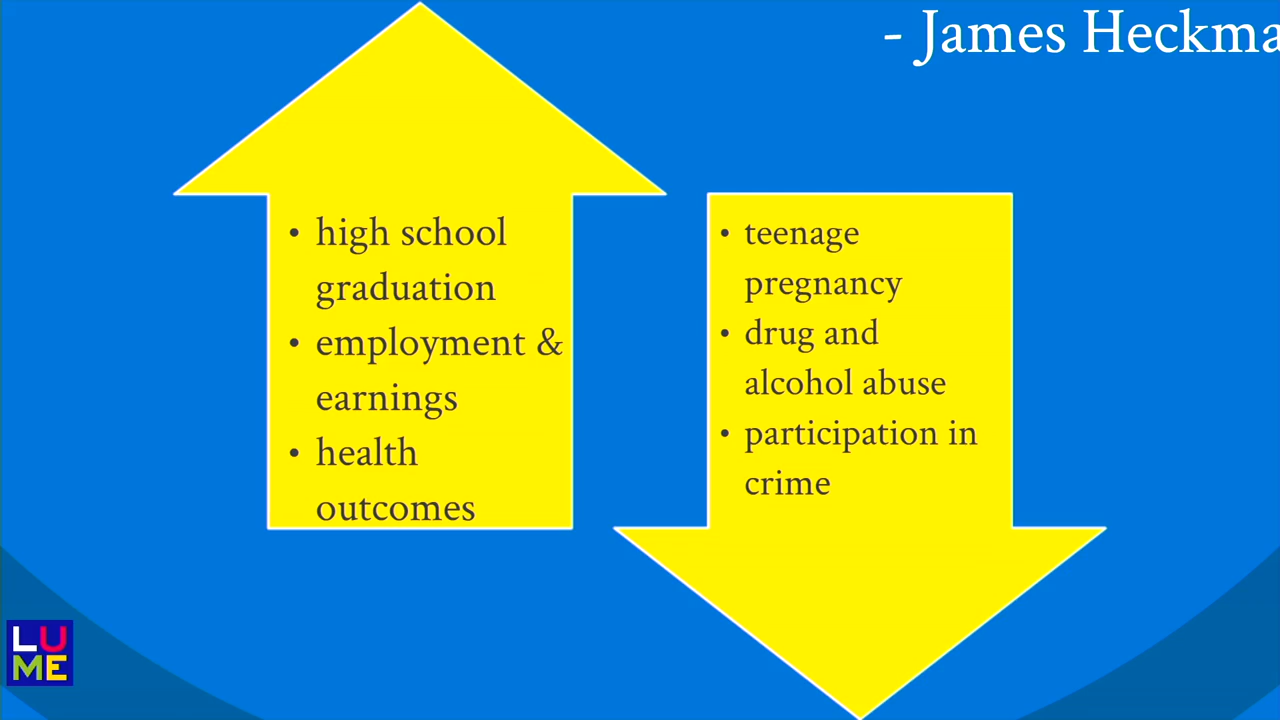 - James Heckma
• high school
graduation
• employment &
earnings
• health
outcomes
• teenage
pregnancy
• drug and
alcohol abuse
• participation in
crime
LU
ME